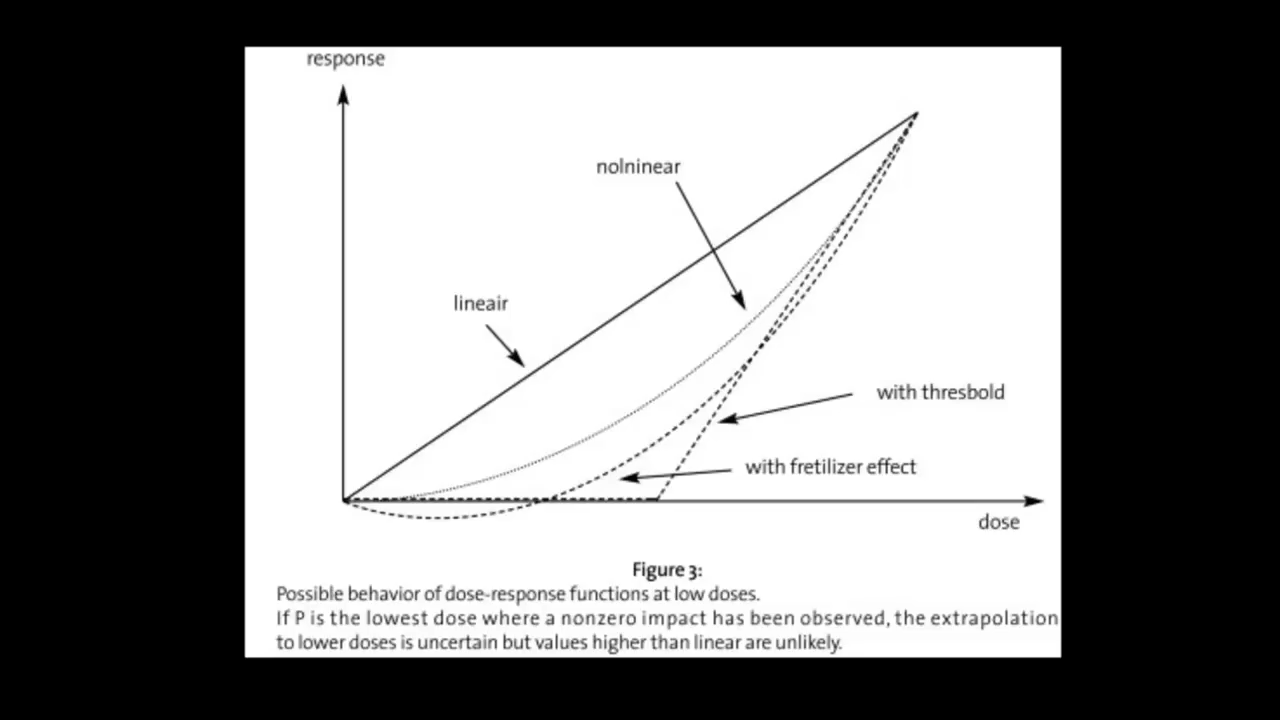 response
nolninear
lineair
with threshold
with fretilizer effect
dose
Figure 3:
Possible behavior of dose-response functions at low doses.
If P is the lowest dose where a nonzero impact has been observed, the extrapolation
to lower doses is uncertain but values higher than linear are unlikely.